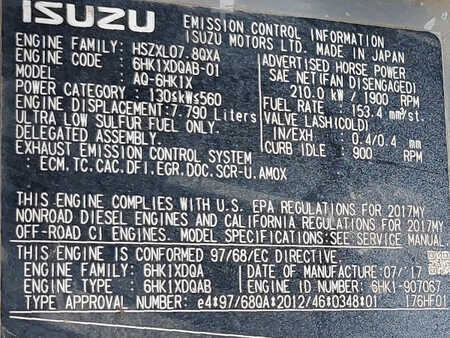 ISUZU EMISSION CONTROL INFORMATION
ISUZU MOTORS LTD. MADE IN JAPAN
ENGINE FAMILY: HSZXL07.8QXA
ENGINE CODE : 6HK1XDQAB-01
MODEL : AQ-6HK1X
POWER CATEGORY : 130≤kW≤560
DISPLACEMENT: 7.790 Liters
ULTRA LOW SULFUR FUEL ONLY.
DELEGATED ASSEMBLY.
EXHAUST EMISSION CONTROL SYSTEM
: ECM.TC.CAC.DFI.EGR.DOC.SCR-U.AMOX
ADVERTISED HORSE POWER
SAE NET(IFAN DISENGAGED)
210.0 kW / 1900 RPM
FUEL RATE : 153.4 mm³/st.
VALVE LASH(COLD)
IN/EXH : 0.4/0.4 mm
CURB IDLE : 900 RPM
THIS ENGINE COMPLIES WITH U.S. EPA REGULATIONS FOR 2017MY
NONROAD DIESEL ENGINES AND CALIFORNIA REGULATIONS FOR 2017MY
OFF-ROAD CI ENGINES. MODEL SPECIFICATIONS:SEE SERVICE MANUAL.
THIS ENGINE IS CONFORMED 97/68/EC DIRECTIVE.
ENGINE FAMILY: 6HK1XDQA DATE OF MANUFACTURE: 07/'17
ENGINE TYPE : 6HK1XDQAB ENGINE NUMBER: 6HK1-907067
TYPE APPROVAL NUMBER: e4*97/68QA*2012/46*0348*01 176HF01